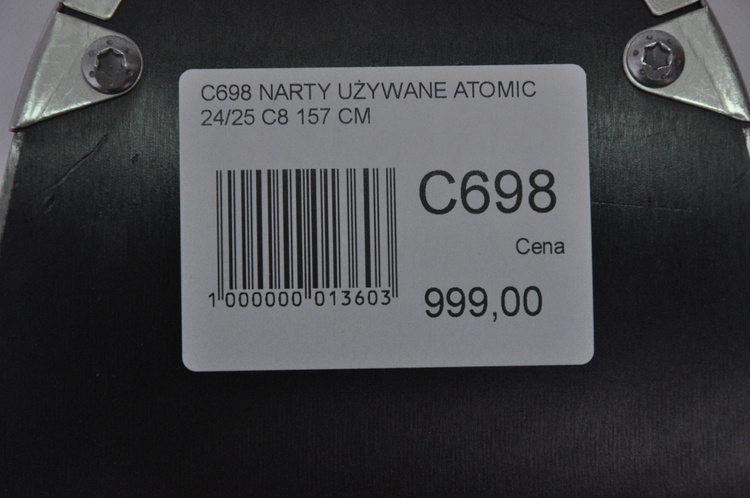 C698 NARTY UŻYWANE ATOMIC
24/25 C8 157 CM
C698
Cena
999,00
1 000000 013603